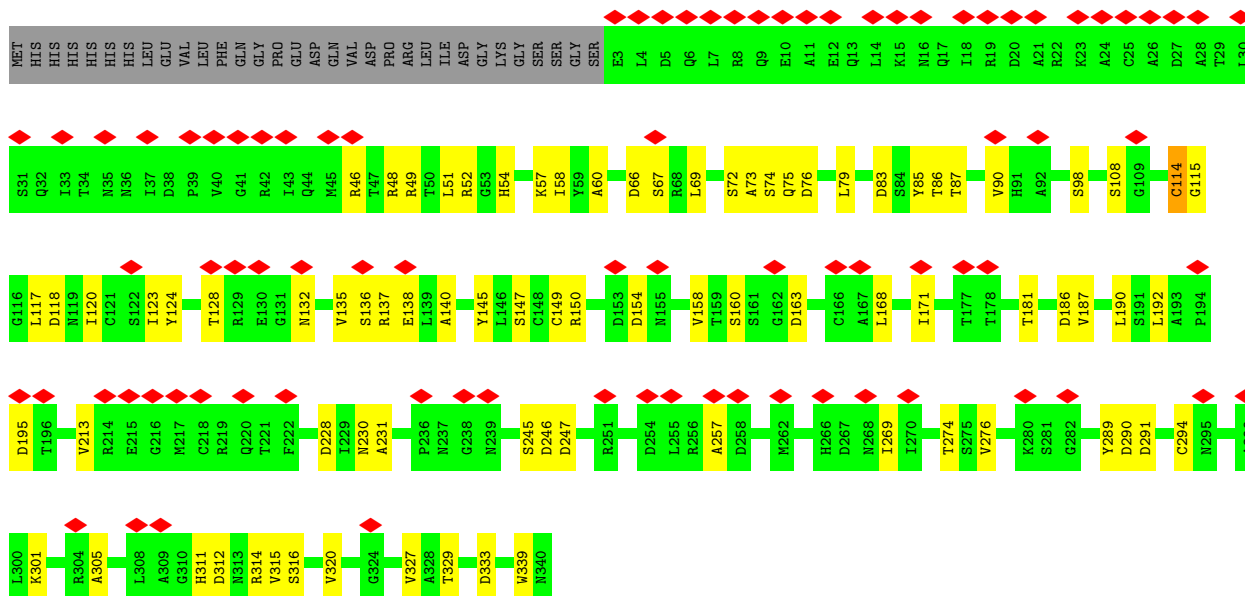 MET HIS HIS HIS HIS HIS HIS LEU GLU VAL LEU PHE GLN GLY PRO GLU ASP GLN VAL ASP PRO ARG LEU ILE ASP GLY LYS GLY SER SER GLY SER E3 L4 D5 Q6 L7 R8 Q9 E10 A11 E12 Q13 L14 K15 N16 Q17 I18 R19 D20 A21 R22 K23 A24 C25 A26 D27 A28 T29 L30
S31 Q32 I33 T34 N35 N36 I37 D38 P39 V40 G41 R42 I43 Q44 M45 R46 T47 R48 R49 T50 L51 R52 G53 H54 K57 I58 Y59 A60 D66 S67 R68 L69 S72 A73 S74 Q75 D76 L79 D83 S84 Y85 T86 T87 V90 H91 A92 S98 S108 G109 C114 G115
G116 L117 D118 N119 I120 C121 S122 I123 Y124 T128 R129 E130 G131 N132 V135 S136 R137 E138 L139 A140 Y145 L146 S147 C148 C149 R150 D153 D154 N155 V158 T159 S160 S161 G162 D163 C166 A167 L168 I171 T177 T178 T181 D186 V187 L190 S191 L192 A193 P194
D195 T196 V213 R214 E215 G216 M217 C218 R219 Q220 T221 F222 D228 I229 N230 A231 P236 N237 G238 N239 S245 D246 D247 R251 D254 L255 R256 A257 D258 M262 H266 D267 N268 I269 I270 T274 S275 V276 K280 S281 G282 Y289 D290 D291 C294 N295
L300 K301 R304 A305 L308 A309 G310 H311 D312 N313 R314 V315 S316 V320 G324 V327 A328 T329 D333 W339 N340